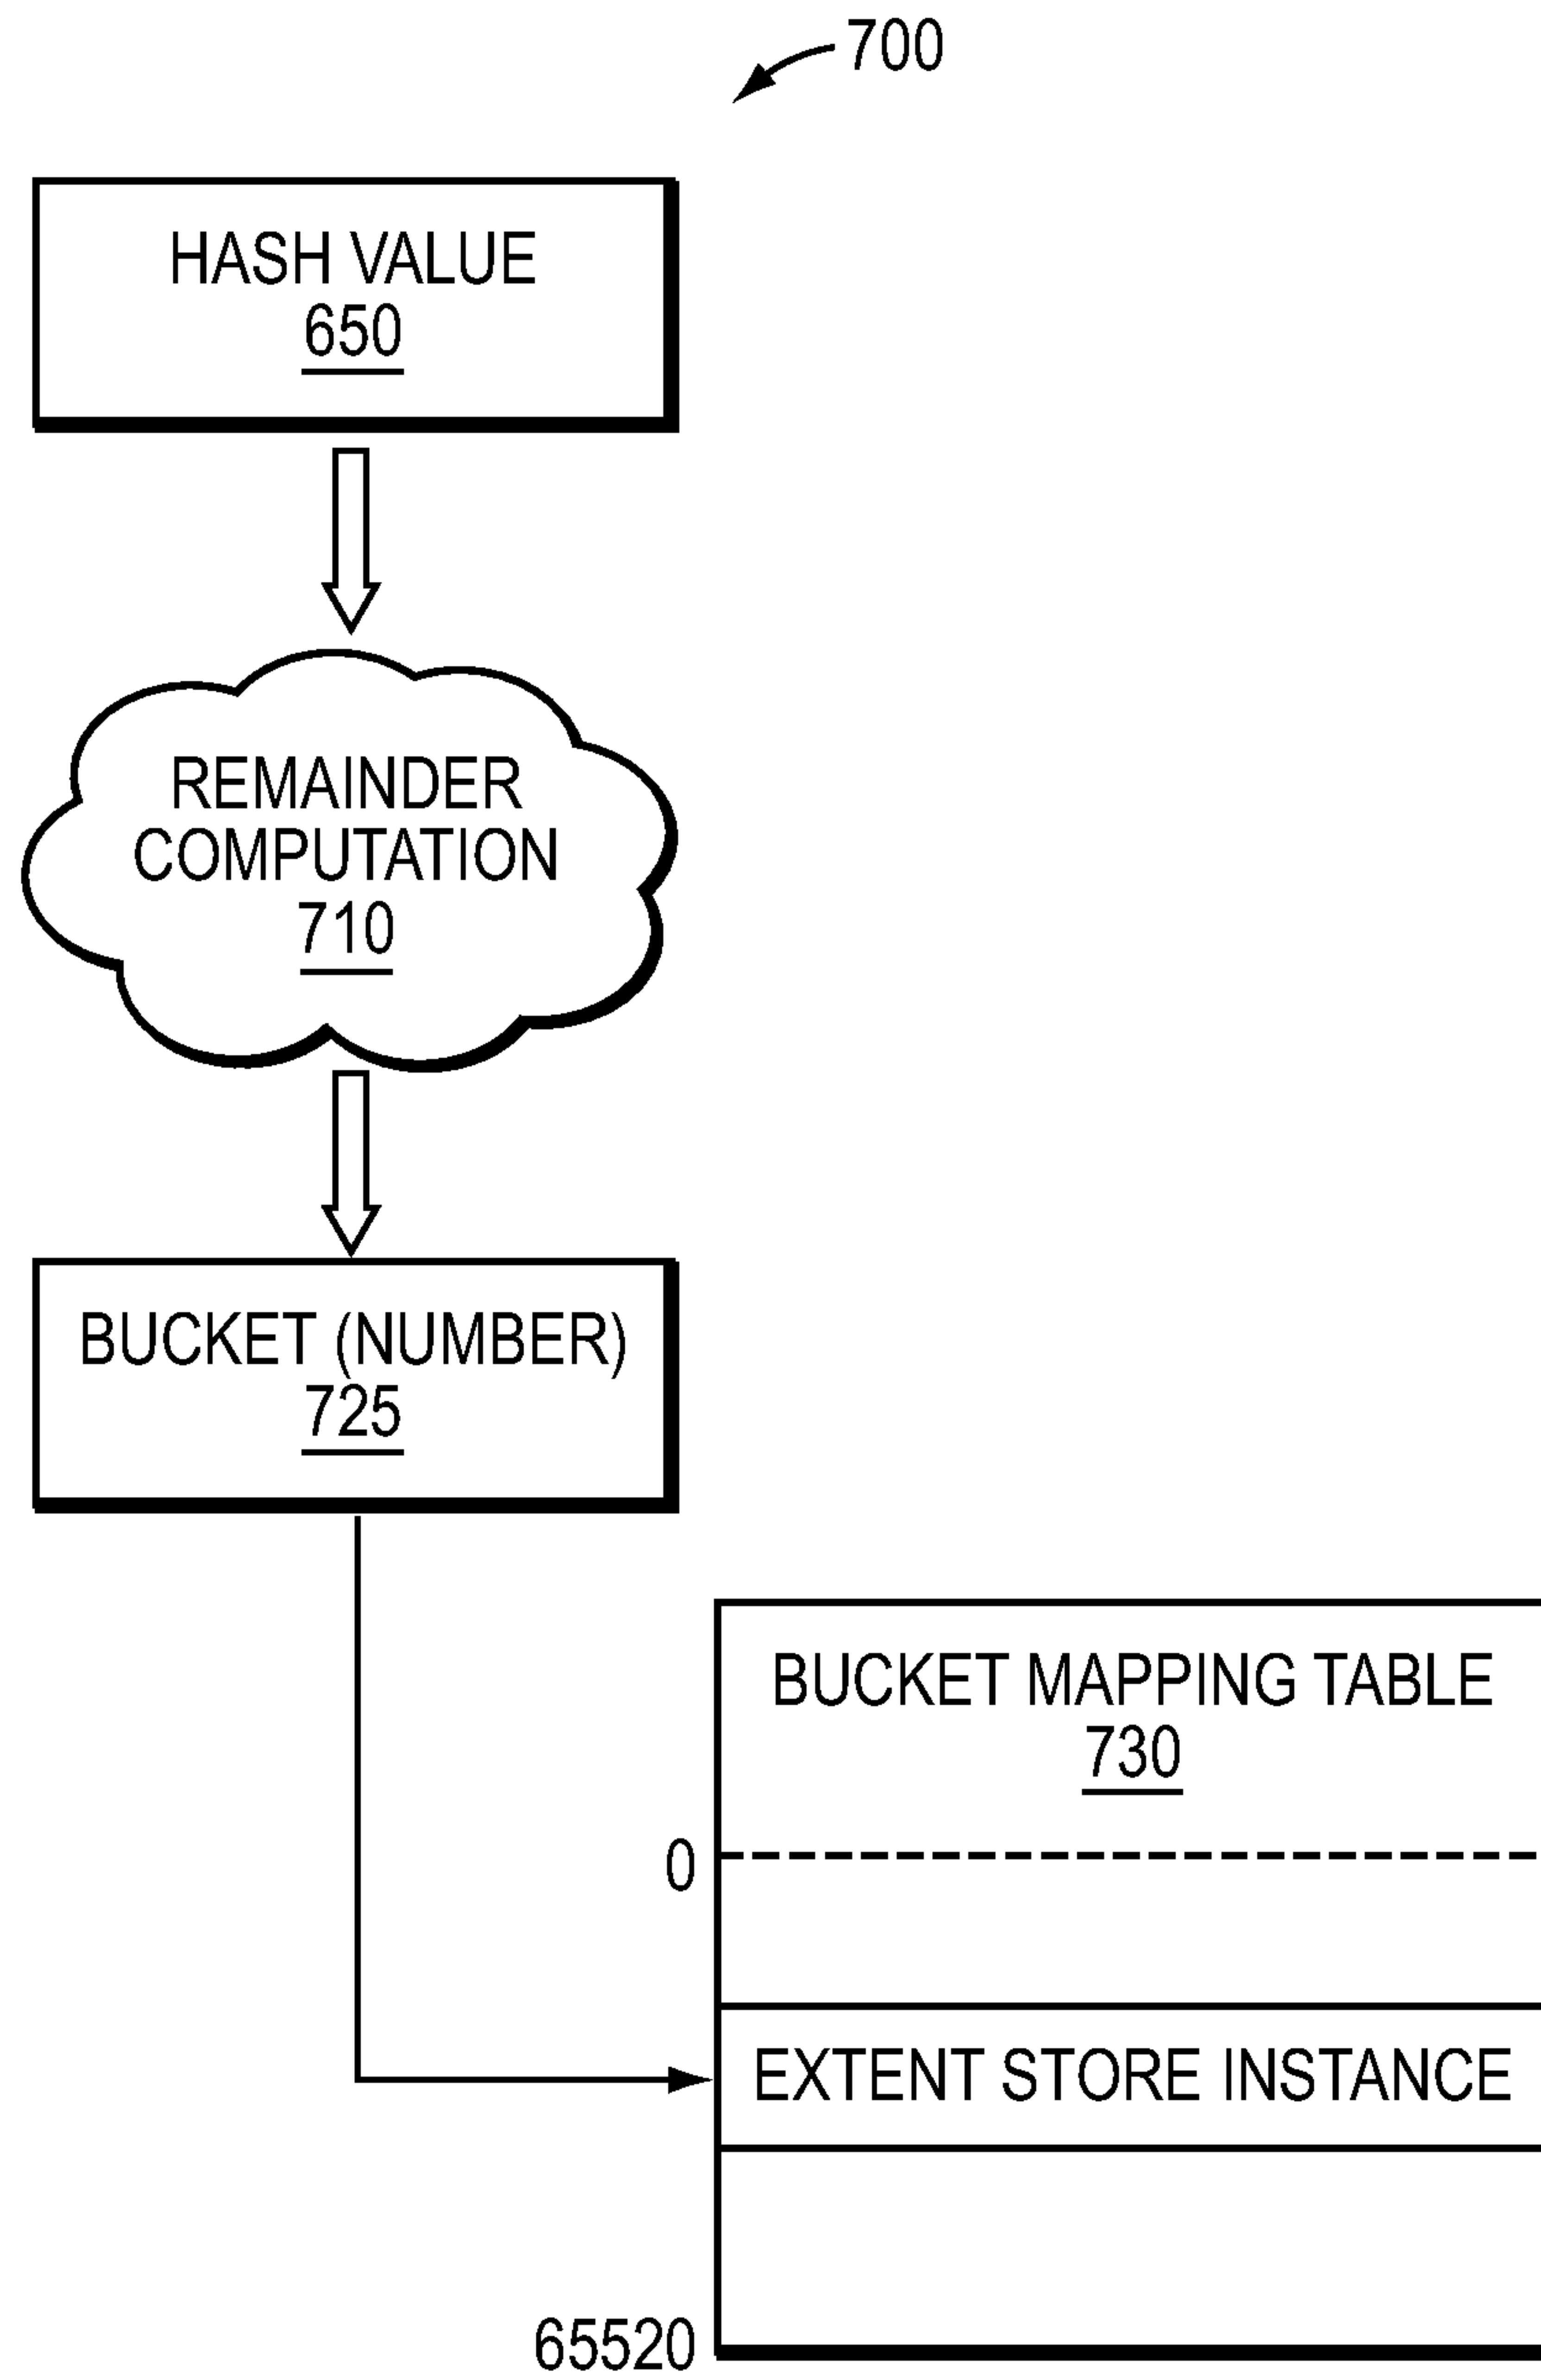 700
HASH VALUE
650
REMAINDER
COMPUTATION
710
BUCKET (NUMBER)
725
BUCKET MAPPING TABLE
730
0
EXTENT STORE INSTANCE
65520